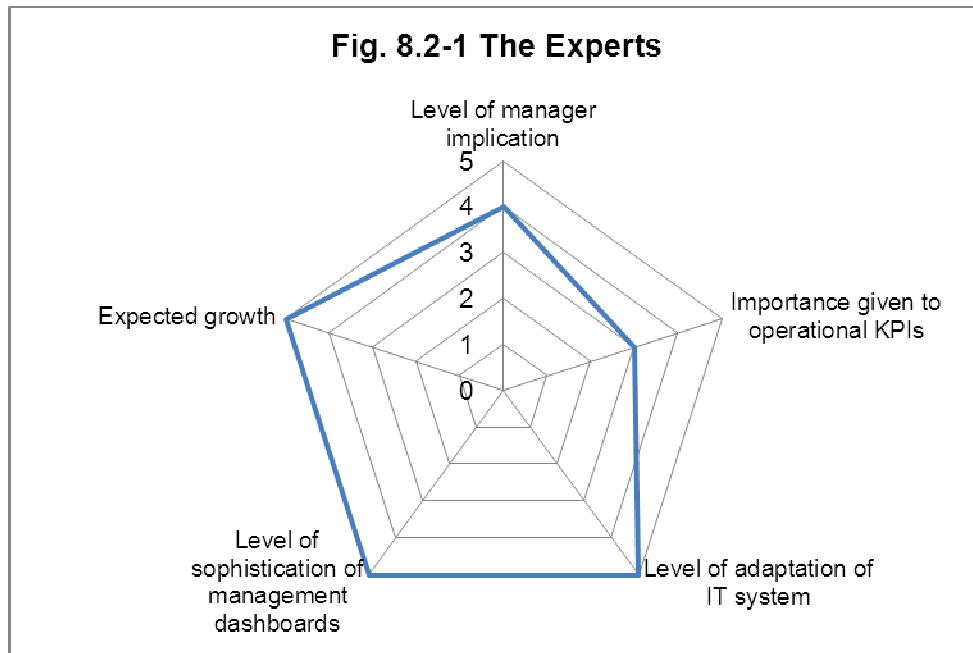 Fig. 8.2-1 The Experts
Level of manager
implication
5
4
3
2
1
0
Importance given to
operational KPIs
Level of adaptation of
IT system
Level of
sophistication of
management
dashboards
Expected growth